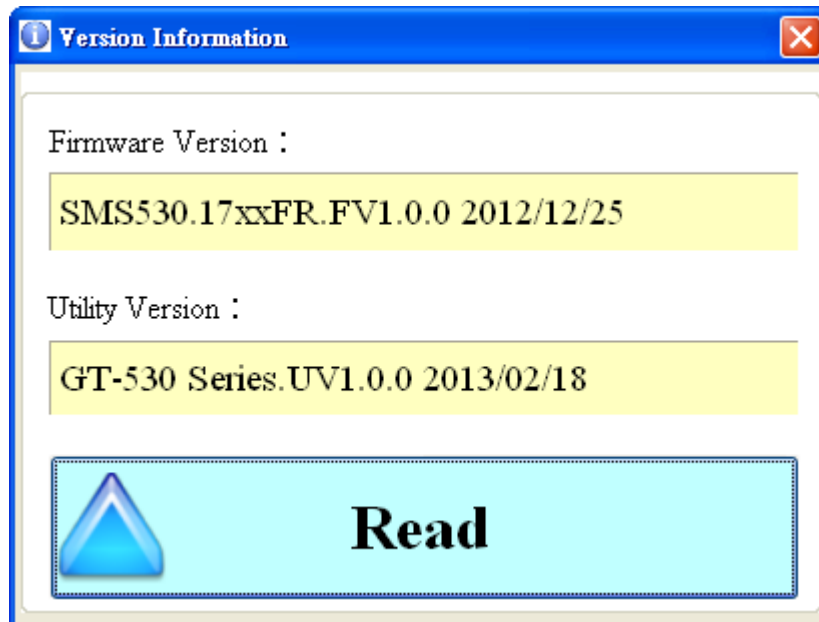 Version Information
Firmware Version：
SMS530.17xxFR.FV1.0.0 2012/12/25
Utility Version：
GT-530 Series.UV1.0.0 2013/02/18
Read